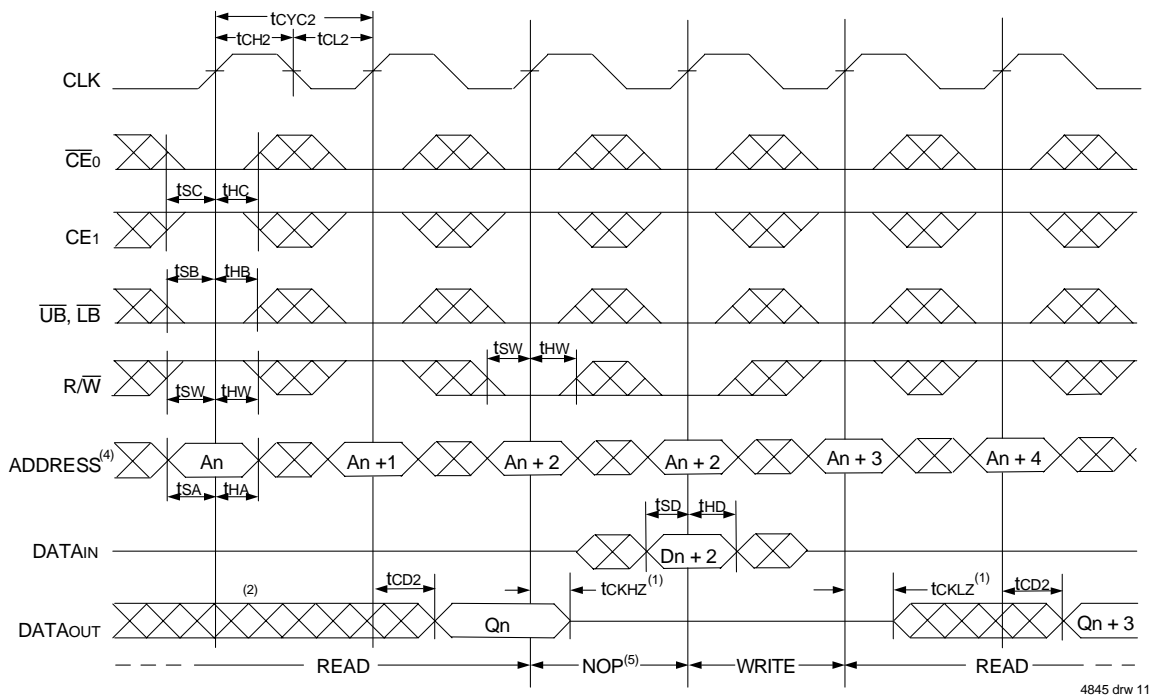 tCYC2
tCH2 tCL2
CLK
CE0
tSC tHC
CE1
tSB tHB
UB, LB
tSW tHW
R/W
tSW tHW
ADDRESS(4) An An +1 An + 2 An + 2 An + 3 An + 4
tSA tHA
tSD tHD
DATAIN Dn + 2
tCD2 tCKHZ(1) tCKLZ(1) tCD2
(2)
DATAOUT Qn Qn + 3
READ NOP(5) WRITE READ
4845 drw 11